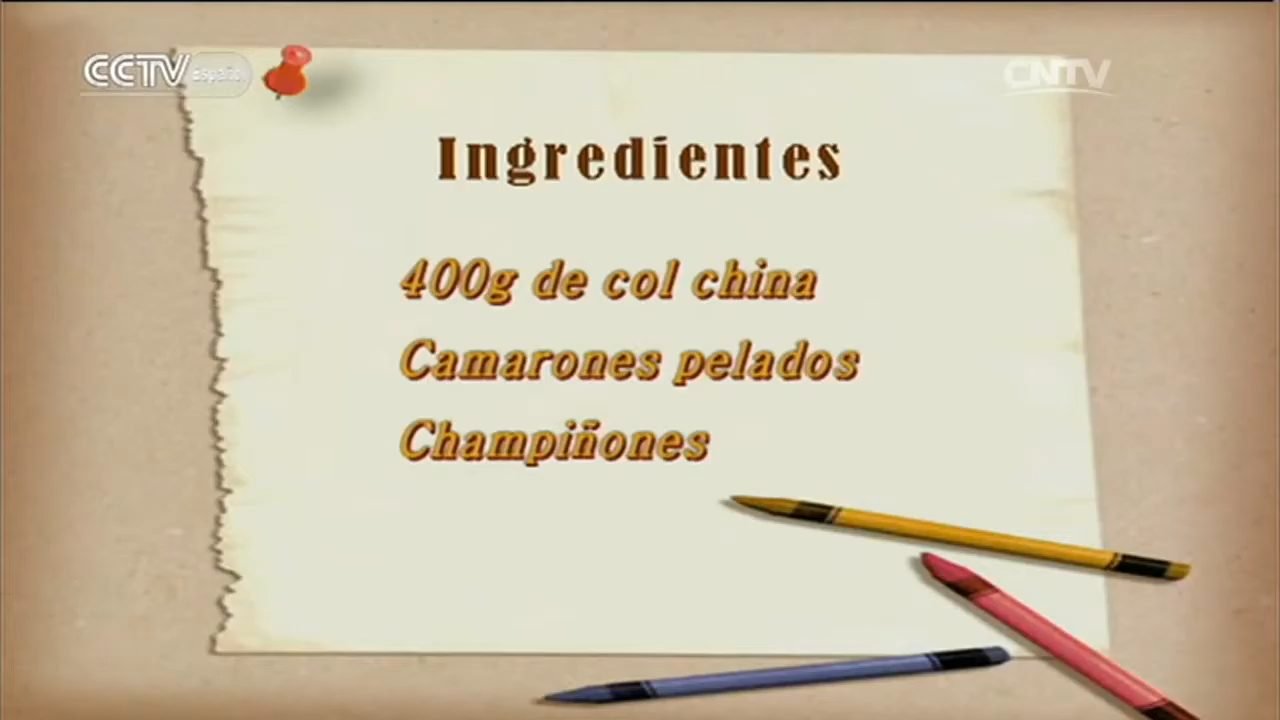 CCTV Español
CNTV
Ingredientes
400g de col china
Camarones pelados
Champiñones